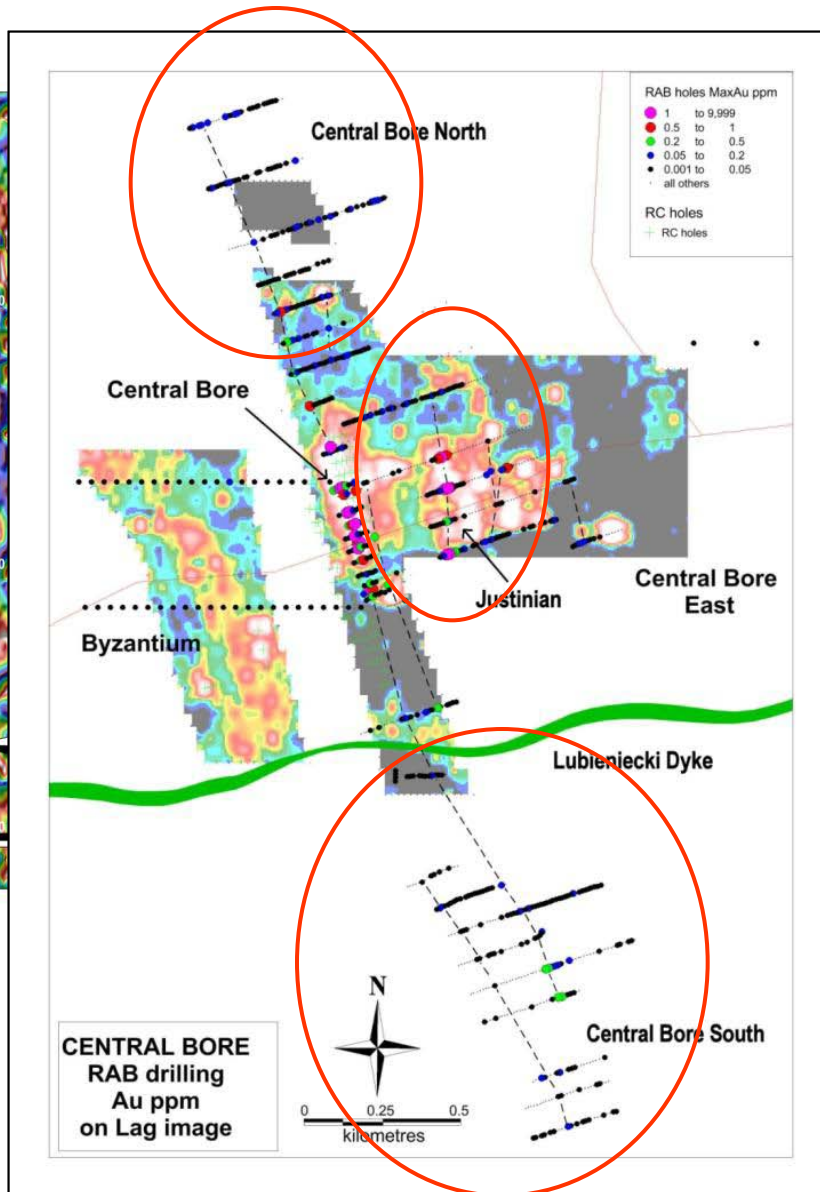 RAB holes MaxAu ppm
1 to 9,999
0.5 to 1
0.2 to 0.5
0.05 to 0.2
0.001 to 0.05
all others
RC holes
RC holes
Central Bore North
Central Bore
Justinian
Central Bore
East
Byzantium
Lubieniecki Dyke
N
Central Bore South
CENTRAL BORE
RAB drilling
Au ppm
on Lag image
0 0.25 0.5
kilometres